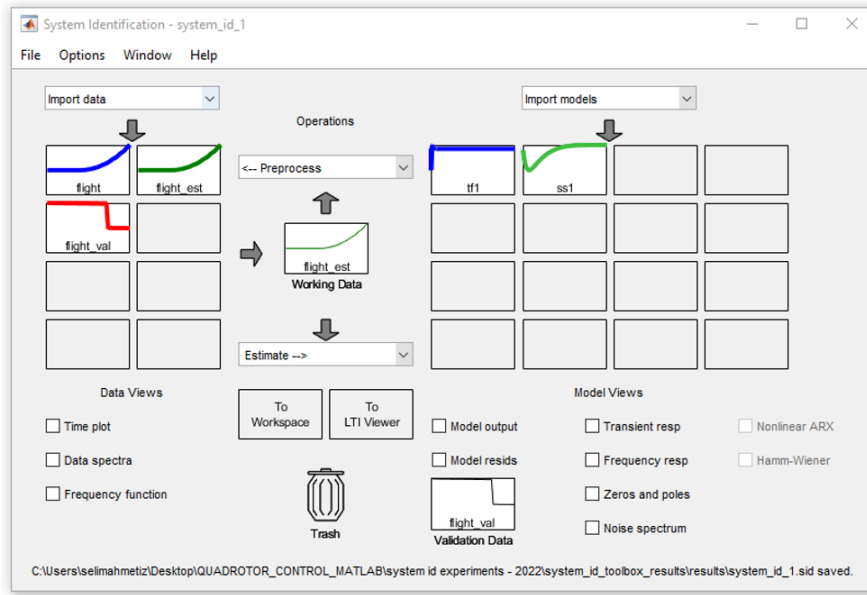 System Identification - system_id_1
File Options Window Help
Import data
Import models
Operations
<-- Preprocess
flight
flight_est
tf1
ss1
flight_val
flight_est
Working Data
Estimate -->
Data Views
Model Views
To
Workspace
To
LTI Viewer
Time plot
Data spectra
Frequency function
Model output
Model resids
Transient resp
Frequency resp
Zeros and poles
Noise spectrum
Nonlinear ARX
Hamm-Wiener
Trash
flight_val
Validation Data
C:\Users\selimahmetiz\Desktop\QUADROTOR_CONTROL_MATLAB\system id experiments - 2022\system_id_toolbox_results\results\system_id_1.sid saved.